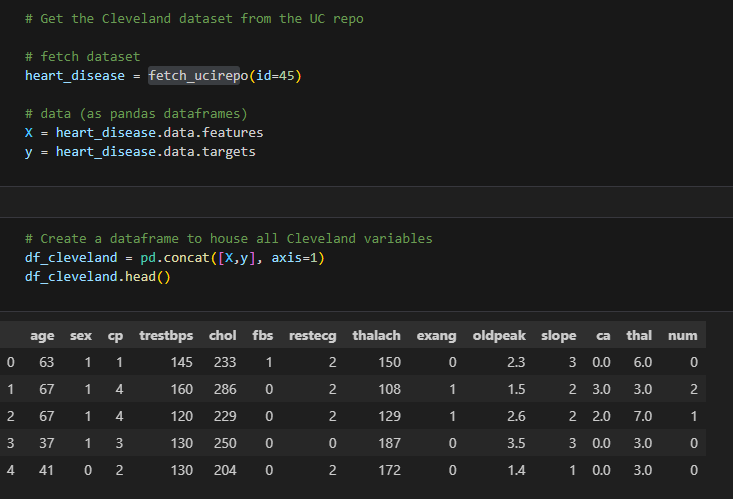 # Get the Cleveland dataset from the UC repo
# fetch dataset
heart_disease = fetch_ucirepo(id=45)
# data (as pandas dataframes)
X = heart_disease.data.features
y = heart_disease.data.targets
# Create a dataframe to house all Cleveland variables
df_cleveland = pd.concat([X,y], axis=1)
df_cleveland.head()
age sex cp trestbps chol fbs restecg thalach exang oldpeak slope ca thal num
0 63 1 1 145 233 1 2 150 0 2.3 3 0.0 6.0 0
1 67 1 4 160 286 0 2 108 1 1.5 2 3.0 3.0 2
2 67 1 4 120 229 0 2 129 1 2.6 2 2.0 7.0 1
3 37 1 3 130 250 0 0 187 0 3.5 3 0.0 3.0 0
4 41 0 2 130 204 0 2 172 0 1.4 1 0.0 3.0 0